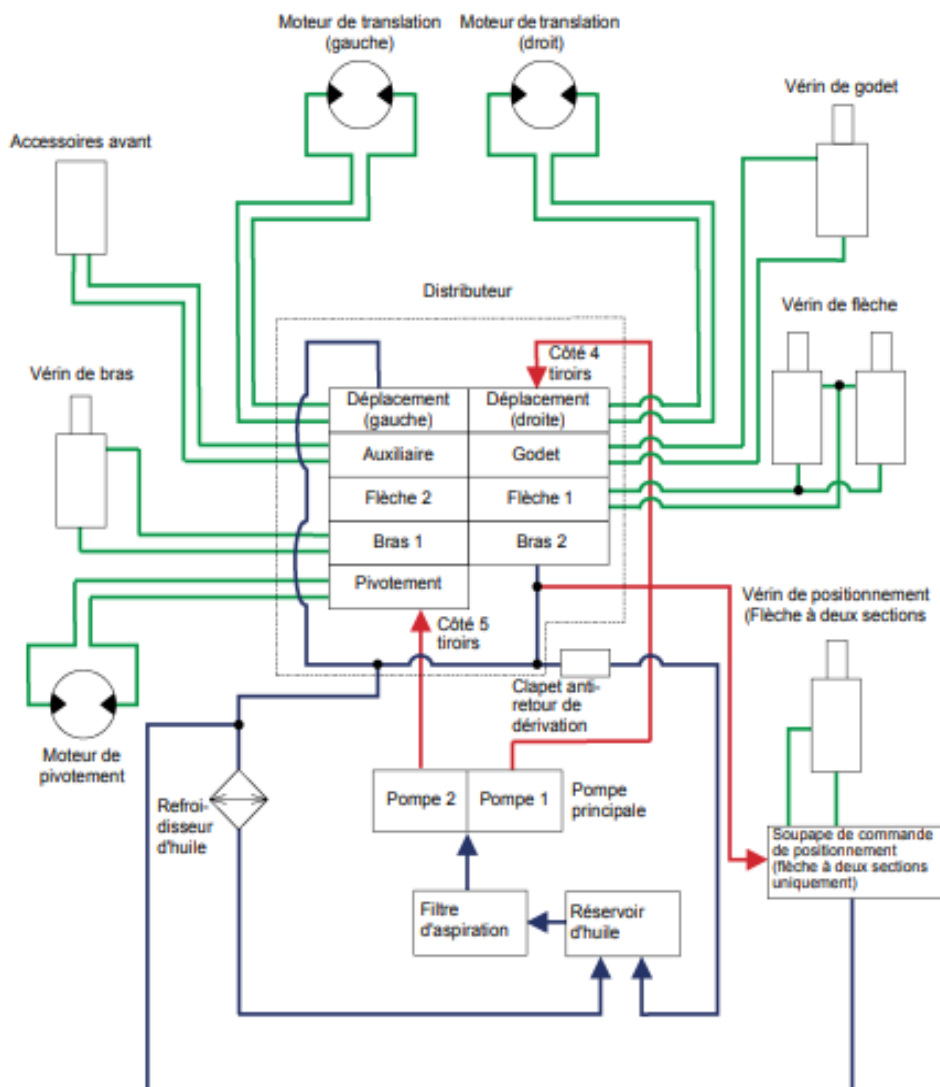 Moteur de translation
(gauche)
Moteur de translation
(droit)
Vérin de godet
Accessoires avant
Distributeur
Vérin de flèche
Côté 4
tiroirs
Vérin de bras
Déplacement
(gauche)
Déplacement
(droite)
Auxiliaire
Godet
Flèche 2
Flèche 1
Bras 1
Bras 2
Pivotement
Vérin de positionnement
(Flèche à deux sections
Côté 5
tiroirs
Clapet anti-
retour de
dérivation
Moteur de
pivotement
Refroi-
disseur
d'huile
Pompe 2
Pompe 1
Pompe
principale
Soupape de commande
de positionnement
(flèche à deux sections
uniquement)
Filtre
d'aspiration
Réservoir
d'huile